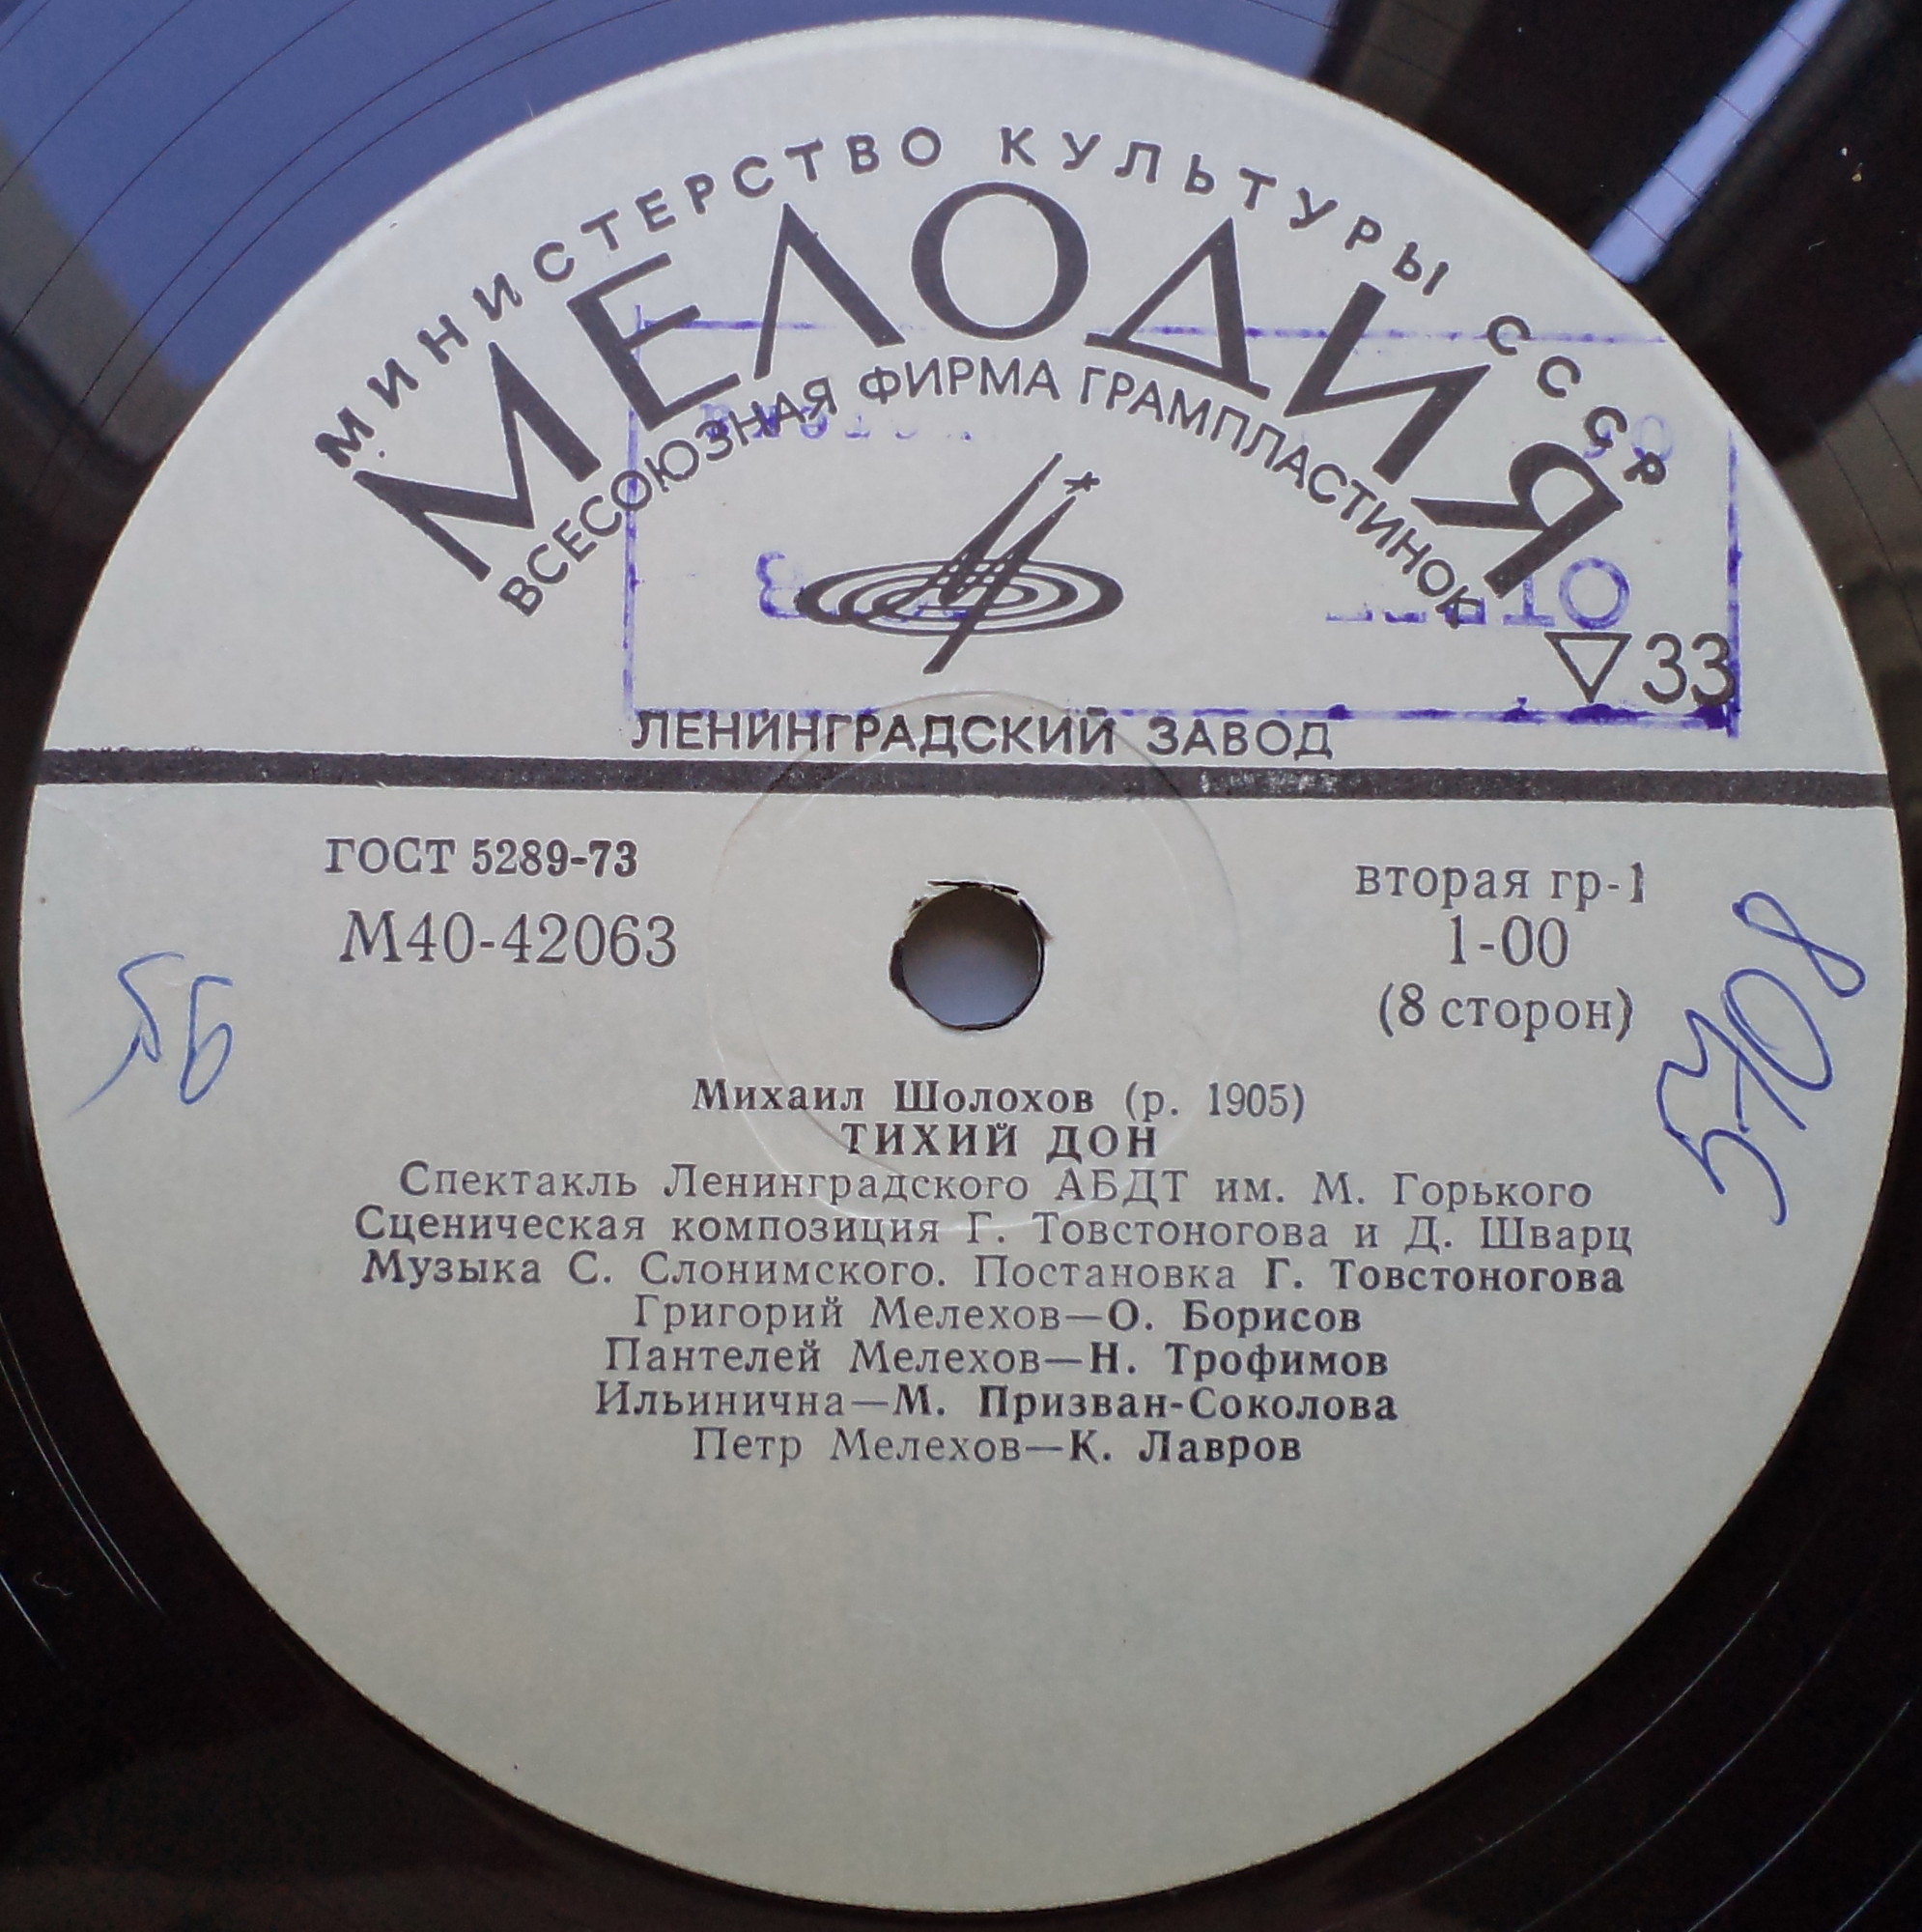 МИНИСТЕРСТВО КУЛЬТУРЫ СССР
МЕЛОДИЯ
ВСЕСОЮЗНАЯ ФИРМА ГРАМПЛАСТИНОК
▽33
ЛЕНИНГРАДСКИЙ ЗАВОД
ГОСТ 5289-73
М40-42063
вторая гр-1
1-00
(8 сторон)
5708
Михаил Шолохов (р. 1905)
ТИХИЙ ДОН
Спектакль Ленинградского АБДТ им. М. Горького
Сценическая композиция Г. Товстоногова и Д. Шварц
Музыка С. Слонимского. Постановка Г. Товстоногова
Григорий Мелехов—О. Борисов
Пантелей Мелехов—Н. Трофимов
Ильинична—М. Призван-Соколова
Петр Мелехов—К. Лавров